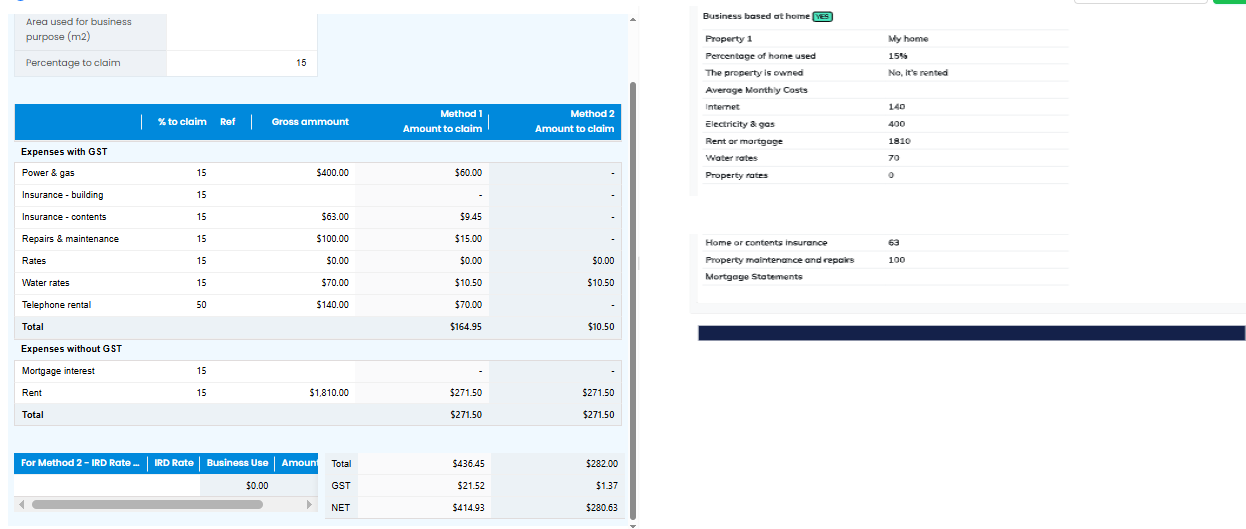 Area used for business
purpose (m2)
Percentage to claim 15
Method 1 Method 2
% to claim Ref Gross ammount Amount to claim Amount to claim
Expenses with GST
Power & gas 15 $400.00 $60.00 -
Insurance - building 15 - -
Insurance - contents 15 $63.00 $9.45 -
Repairs & maintenance 15 $100.00 $15.00 -
Rates 15 $0.00 $0.00 $0.00
Water rates 15 $70.00 $10.50 $10.50
Telephone rental 50 $140.00 $70.00 -
Total $164.95 $10.50
Expenses without GST
Mortgage interest 15 - -
Rent 15 $1,810.00 $271.50 $271.50
Total $271.50 $271.50
For Method 2 - IRD Rate ... IRD Rate Business Use Amount
$0.00
Total $436.45 $282.00
GST $21.52 $1.37
NET $414.93 $280.63
Business based at home YES
Property 1 My home
Percentage of home used 15%
The property is owned No, it's rented
Average Monthly Costs
Internet 140
Electricity & gas 400
Rent or mortgage 1810
Water rates 70
Property rates 0
Home or contents insurance 63
Property maintenance and repairs 100
Mortgage Statements